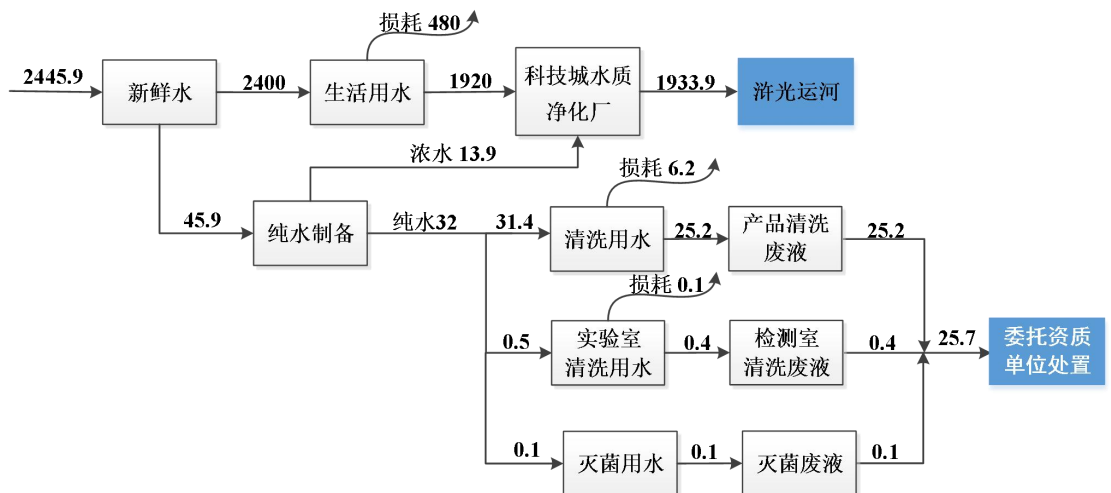 损耗 480
2445.9
新鲜水
2400
生活用水
1920
科技城水质
净化厂
1933.9
浒光运河
浓水 13.9
45.9
纯水制备
纯水32
31.4
清洗用水
损耗 6.2
25.2
产品清洗
废液
25.2
损耗 0.1
0.5
实验室
清洗用水
0.4
检测室
清洗废液
0.4
25.7
委托资质
单位处置
0.1
灭菌用水
0.1
灭菌废液
0.1